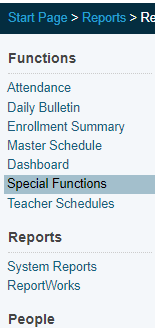 Start Page > Reports > Re
Functions
Attendance
Daily Bulletin
Enrollment Summary
Master Schedule
Dashboard
Special Functions
Teacher Schedules
Reports
System Reports
ReportWorks
People